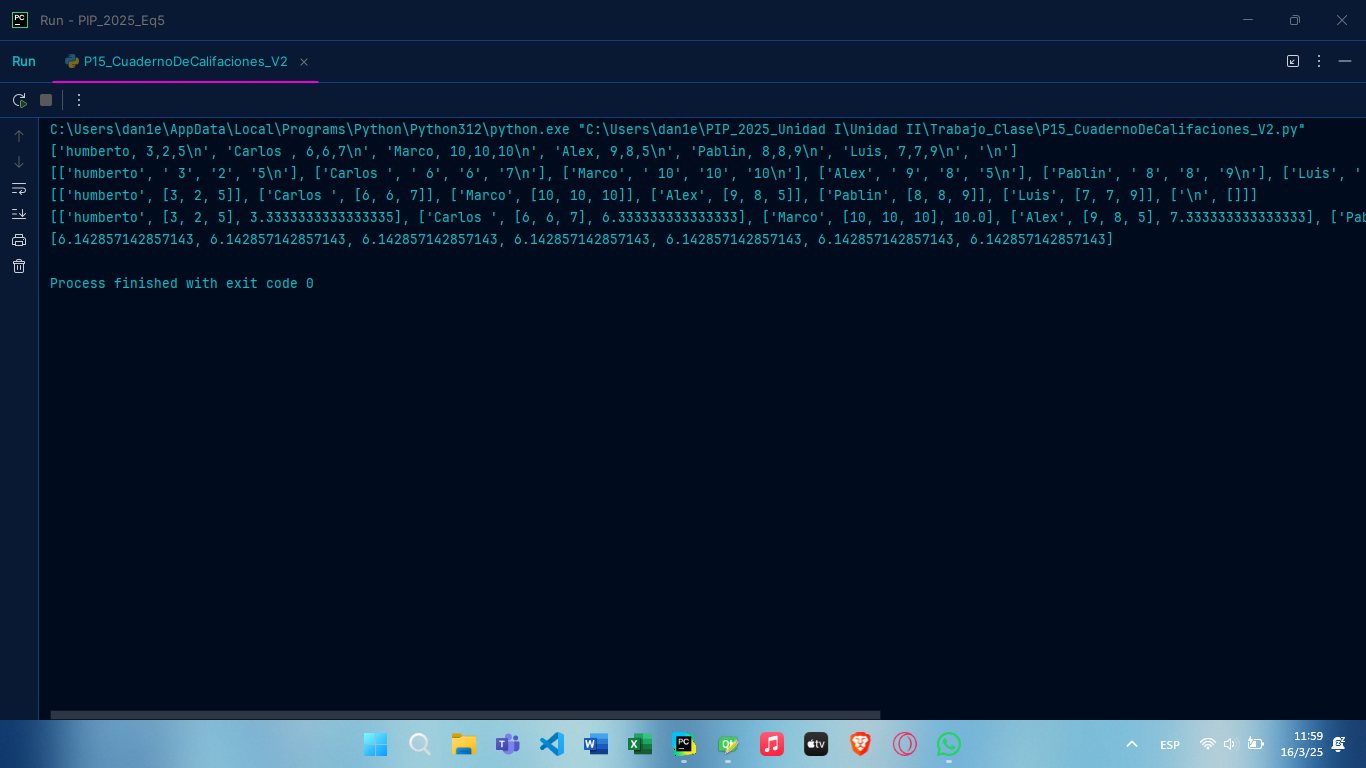 PC
Run - PIP_2025_Eq5
Run
P15_CuadernoDeCalifaciones_V2
C:\Users\dan1e\AppData\Local\Programs\Python\Python312\python.exe "C:\Users\dan1e\PIP_2025_Unidad I\Unidad II\Trabajo_Clase\P15_CuadernoDeCalifaciones_V2.py"
['humberto, 3,2,5\n', 'Carlos , 6,6,7\n', 'Marco, 10,10,10\n', 'Alex, 9,8,5\n', 'Pablin, 8,8,9\n', 'Luis, 7,7,9\n', '\n']
[['humberto', ' 3', '2', '5\n'], ['Carlos ', ' 6', '6', '7\n'], ['Marco', ' 10', '10', '10\n'], ['Alex', ' 9', '8', '5\n'], ['Pablin', ' 8', '8', '9\n'], ['Luis', '
[['humberto', [3, 2, 5]], ['Carlos ', [6, 6, 7]], ['Marco', [10, 10, 10]], ['Alex', [9, 8, 5]], ['Pablin', [8, 8, 9]], ['Luis', [7, 7, 9]], ['\n', []]]
[['humberto', [3, 2, 5], 3.3333333333333335], ['Carlos ', [6, 6, 7], 6.333333333333333], ['Marco', [10, 10, 10], 10.0], ['Alex', [9, 8, 5], 7.333333333333333], ['Pab
[6.142857142857143, 6.142857142857143, 6.142857142857143, 6.142857142857143, 6.142857142857143, 6.142857142857143, 6.142857142857143]
Process finished with exit code 0
PC
Qt
tv
ESP
11:59
16/3/25